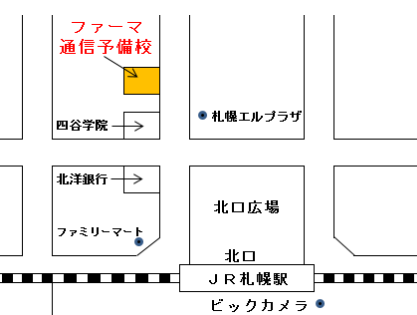 ファーマ
通信予備校
札幌エルプラザ
四谷学院
北洋銀行
北口広場
ファミリーマート
北口
JR札幌駅
ビックカメラ